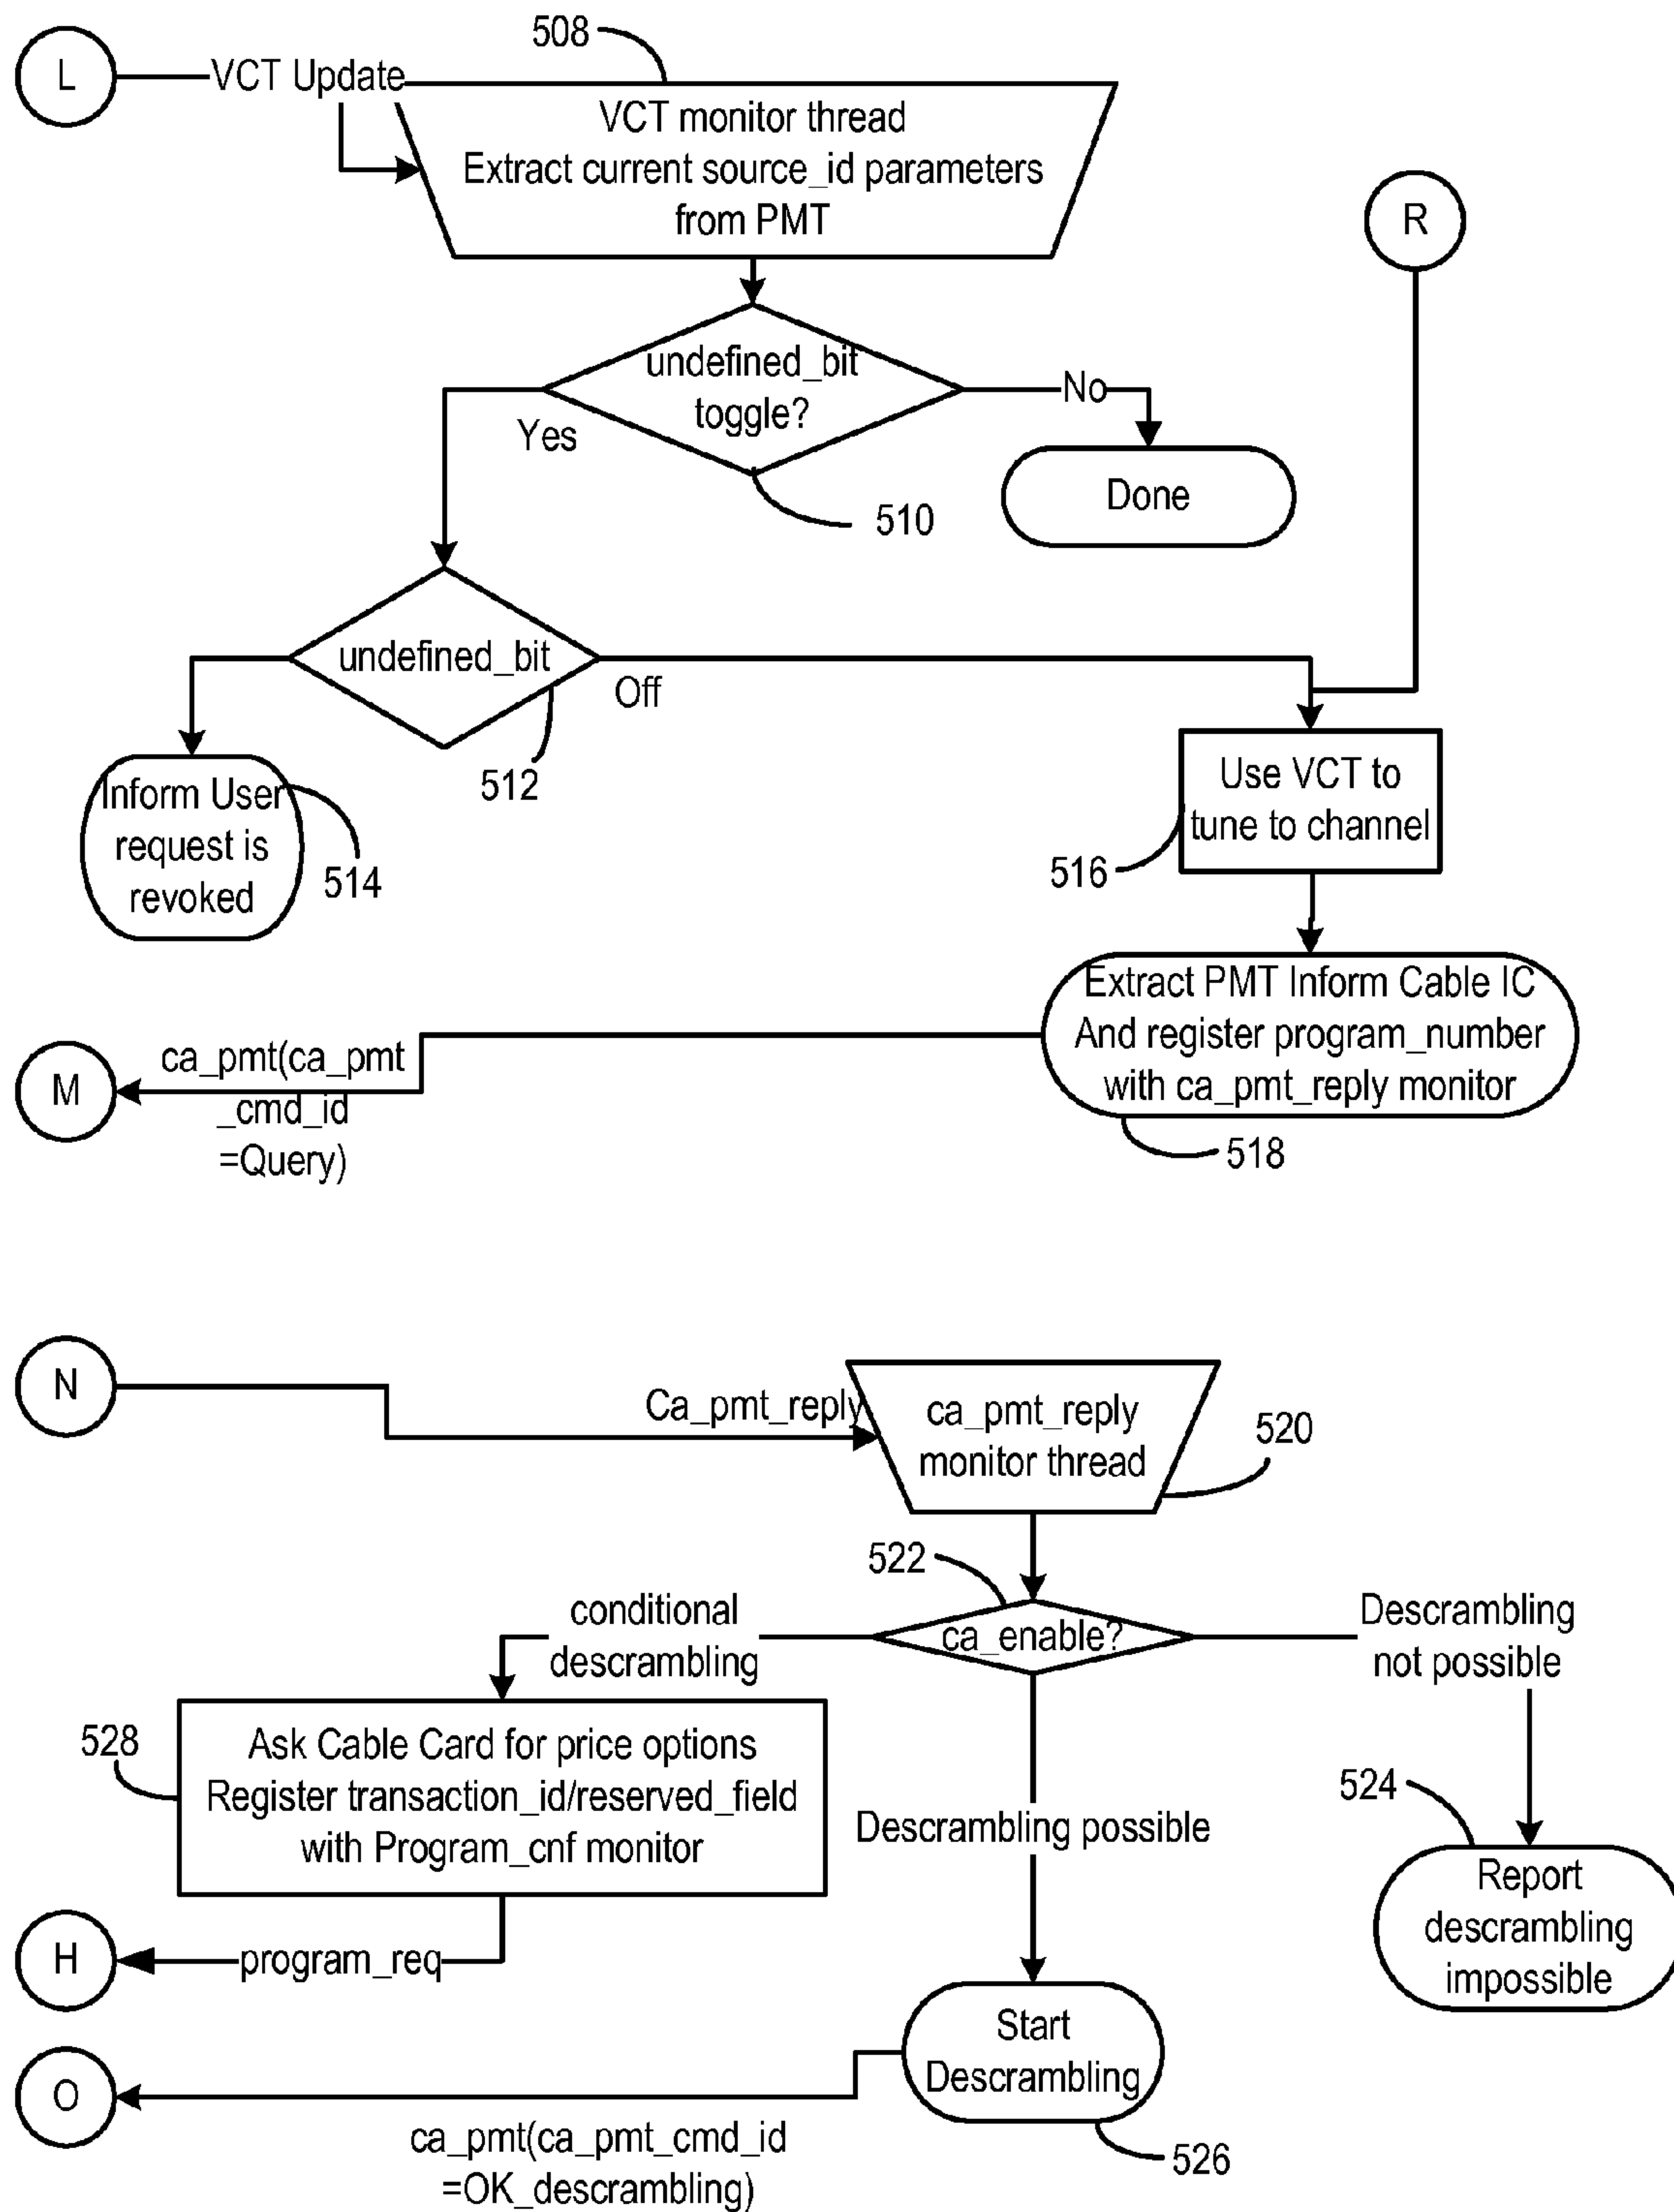 508
L
VCT Update
VCT monitor thread
Extract current source_id parameters
from PMT
R
undefined_bit
toggle?
No
Yes
Done
510
undefined_bit
Off
512
Inform User
request is
revoked
514
Use VCT to
tune to channel
516
Extract PMT Inform Cable IC
And register program_number
with ca_pmt_reply monitor
518
M
ca_pmt(ca_pmt
_cmd_id
=Query)
N
Ca_pmt_reply
ca_pmt_reply
monitor thread
520
522
ca_enable?
conditional
descrambling
Descrambling
not possible
528
Ask Cable Card for price options
Register transaction_id/reserved_field
with Program_cnf monitor
Descrambling possible
524
Report
descrambling
impossible
H
program_req
Start
Descrambling
526
O
ca_pmt(ca_pmt_cmd_id
=OK_descrambling)